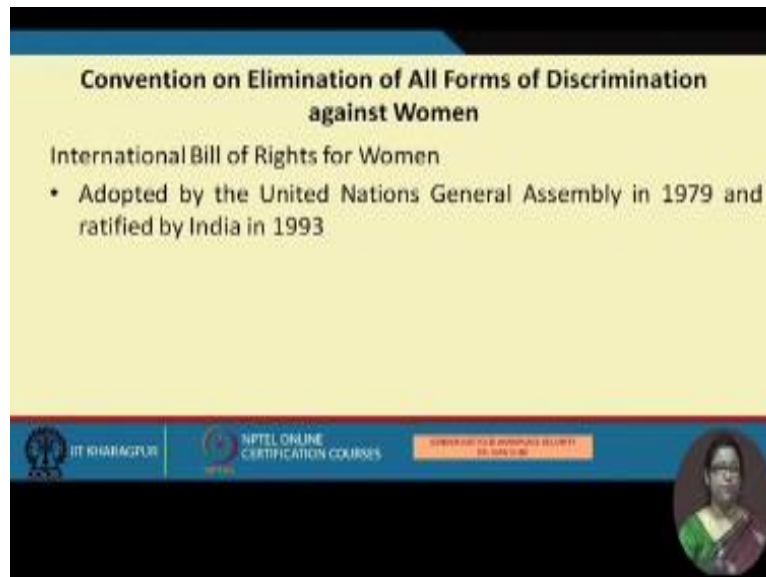 Convention on Elimination of All Forms of Discrimination
against Women
International Bill of Rights for Women
• Adopted by the United Nations General Assembly in 1979 and
ratified by India in 1993
IIT KHARAGPUR
NPTEL ONLINE
CERTIFICATION COURSES